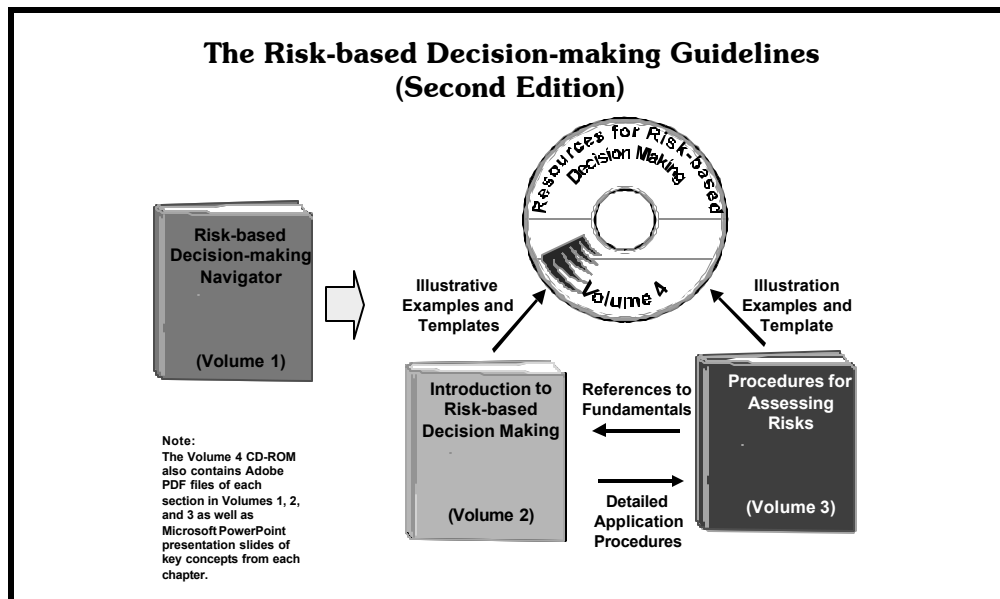 The Risk-based Decision-making Guidelines
(Second Edition)
Resources for Risk-based
Decision Making
Volume 4
Risk-based
Decision-making
Navigator
(Volume 1)
Illustrative
Examples and
Templates
Illustration
Examples and
Template
Introduction to
Risk-based
Decision Making
(Volume 2)
References to
Fundamentals
Detailed
Application
Procedures
Procedures for
Assessing
Risks
(Volume 3)
Note:
The Volume 4 CD-ROM
also contains Adobe
PDF files of each
section in Volumes 1, 2,
and 3 as well as
Microsoft PowerPoint
presentation slides of
key concepts from each
chapter.